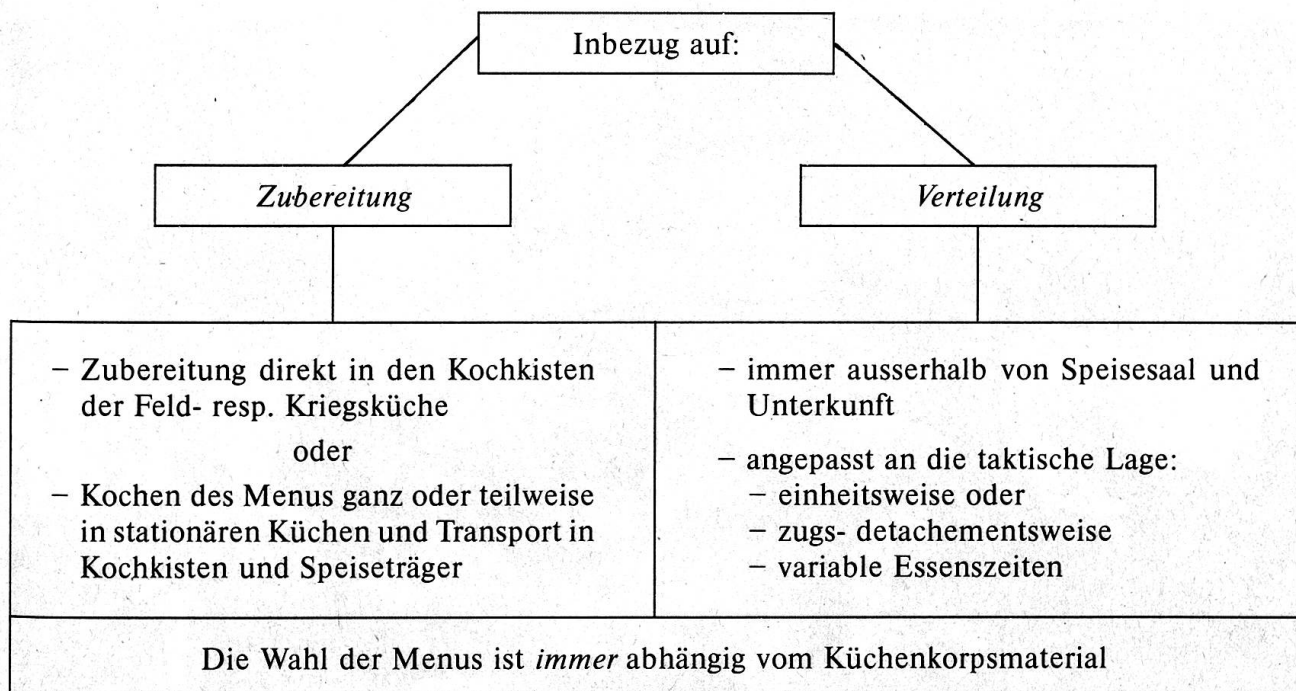 Inbezug auf:
Zubereitung
Verteilung
– Zubereitung direkt in den Kochkisten
der Feld- resp. Kriegsküche
oder
– Kochen des Menus ganz oder teilweise
in stationären Küchen und Transport in
Kochkisten und Speiseträger
– immer ausserhalb von Speisesaal und
Unterkunft
– angepasst an die taktische Lage:
– einheitsweise oder
– zugs- detachementsweise
– variable Essenszeiten
Die Wahl der Menus ist immer abhängig vom Küchenkorpsmaterial